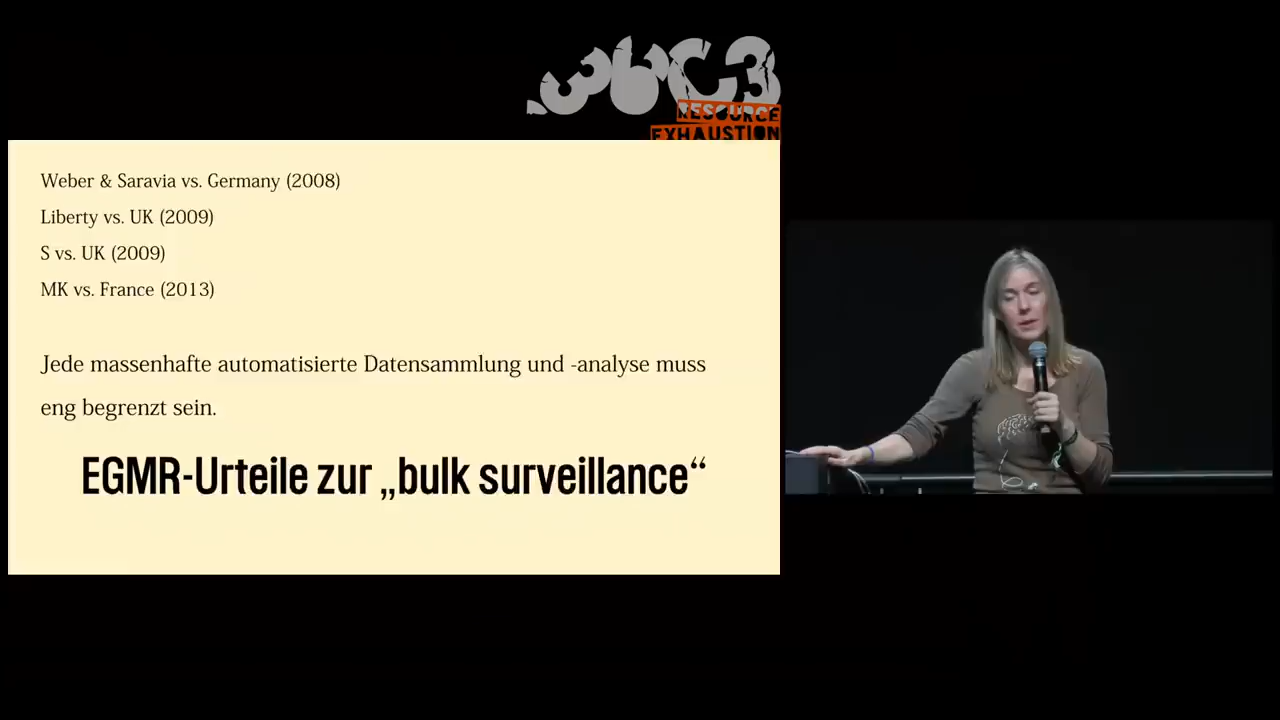 36C3
RESOURCE
EXHAUSTION
Weber & Saravia vs. Germany (2008)
Liberty vs. UK (2009)
S vs. UK (2009)
MK vs. France (2013)
Jede massenhafte automatisierte Datensammlung und -analyse muss
eng begrenzt sein.
EGMR-Urteile zur „bulk surveillance“